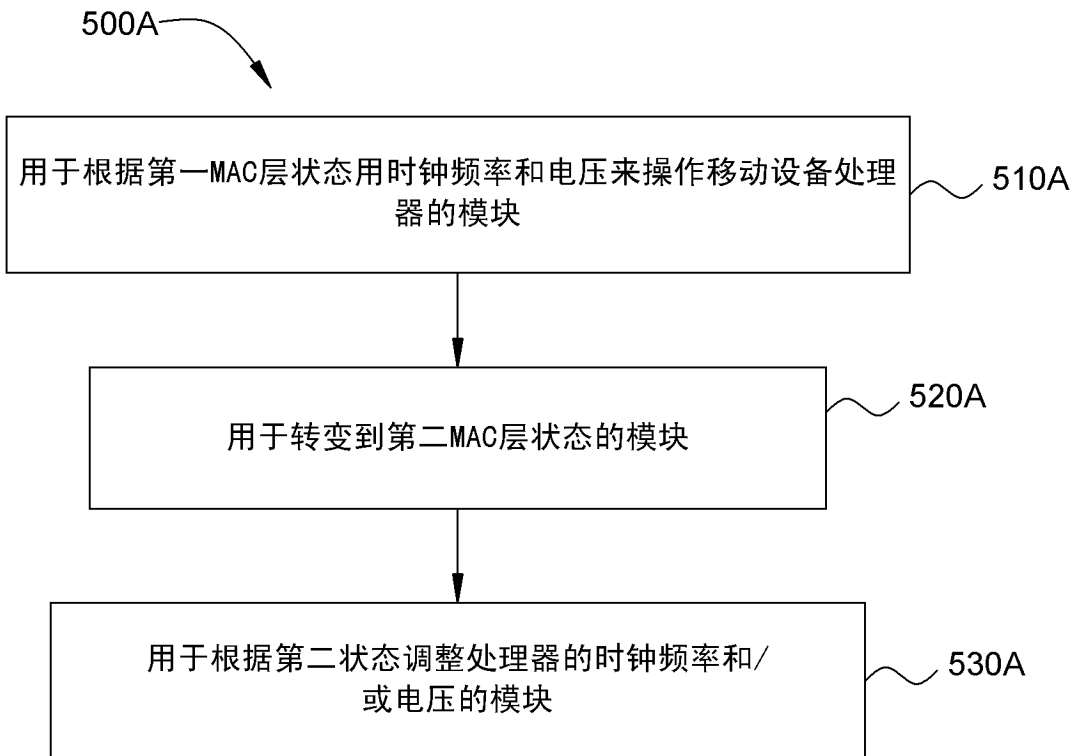 500A
用于根据第一MAC层状态用时钟频率和电压来操作移动设备处理
器的模块
510A
用于转变到第二MAC层状态的模块
520A
用于根据第二状态调整处理器的时钟频率和/
或电压的模块
530A